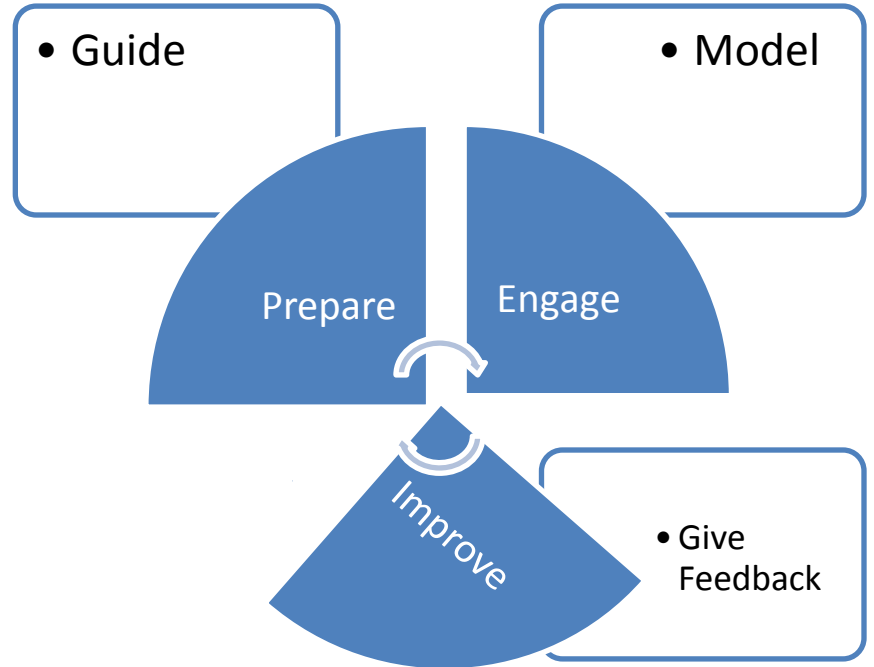 • Guide
• Model
Prepare
Engage
Improve
• Give
Feedback